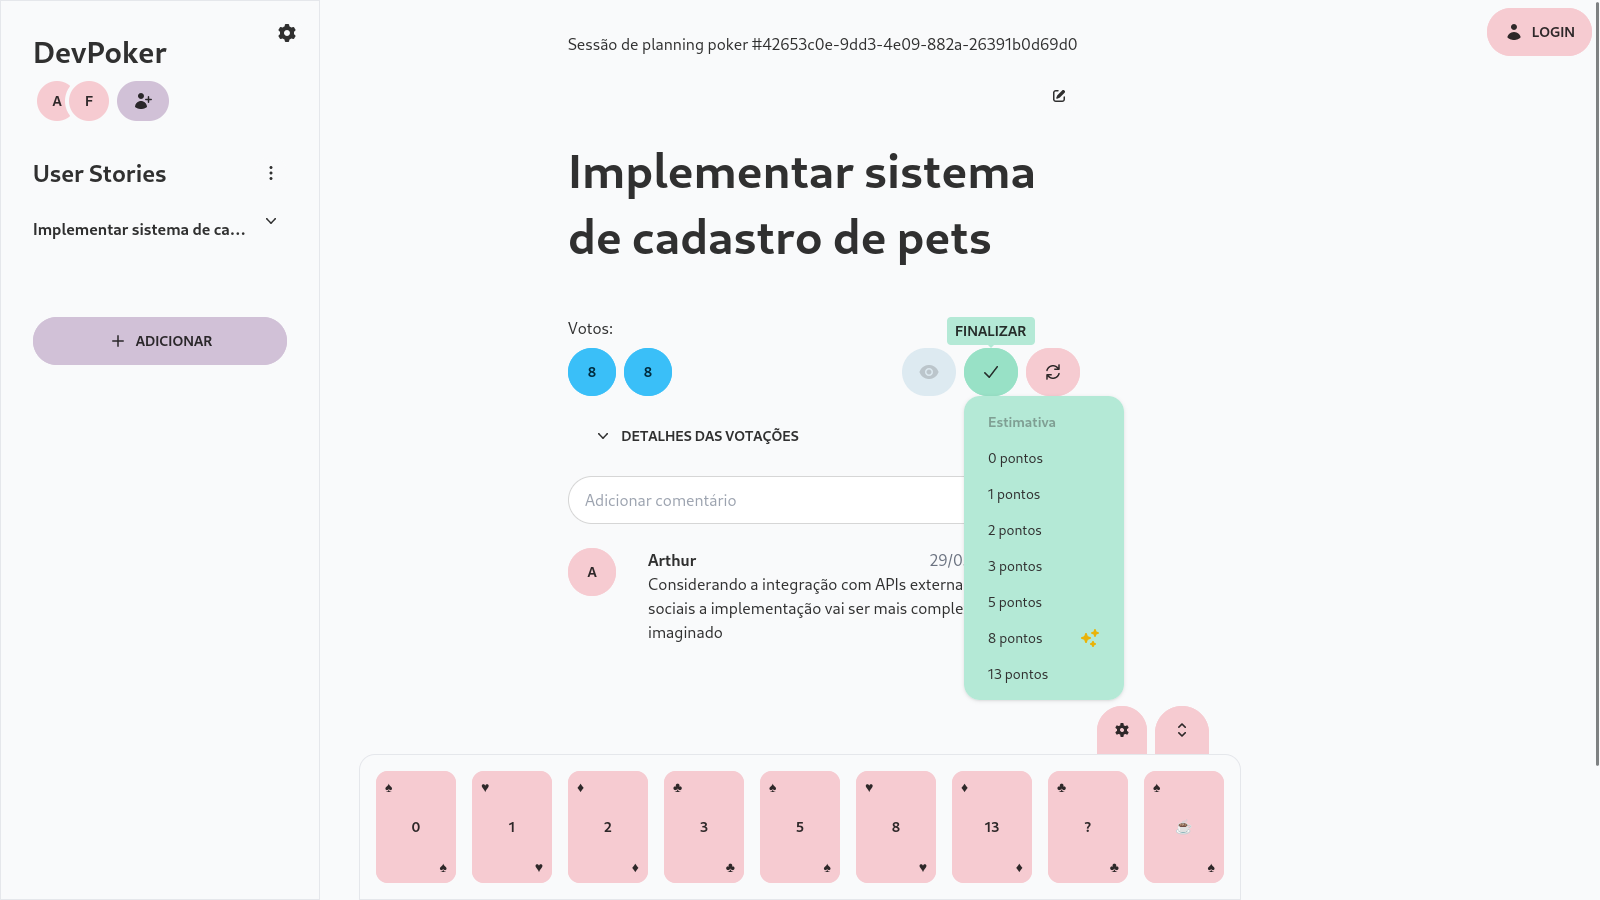 DevPoker
A
F
User Stories
Implementar sistema de ca...
ADICIONAR
Sessão de planning poker #42653c0e-9dd3-4e09-882a-26391b0d69d0
LOGIN
Implementar sistema
de cadastro de pets
Votos:
FINALIZAR
8
8
DETALHES DAS VOTAÇÕES
Adicionar comentário
A
Arthur
29/0
Considerando a integração com APIs externa
sociais a implementação vai ser mais comple
imaginado
Estimativa
0 pontos
1 pontos
2 pontos
3 pontos
5 pontos
8 pontos
13 pontos
0
1
2
3
5
8
13
?